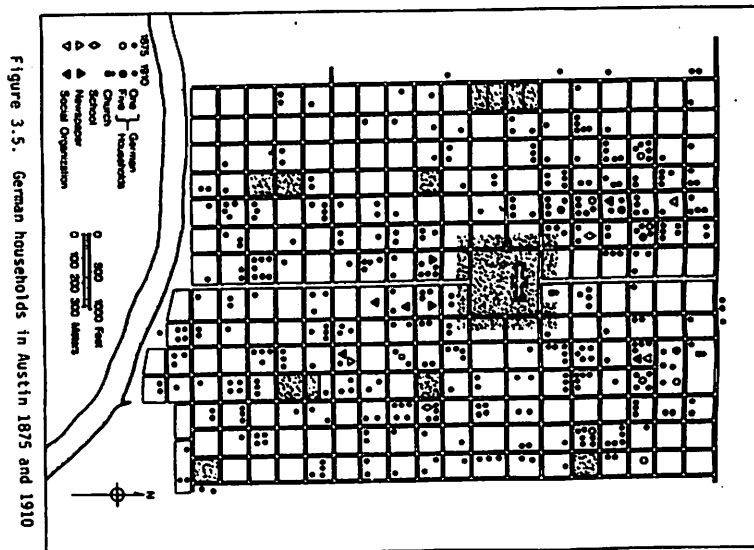 1875 1910
One
Five
German
Households
Church
School
Newspaper
Social Organization
0 500 1000 Feet
0 100 200 300 Meters
N
Figure 3.5. German households in Austin 1875 and 1910